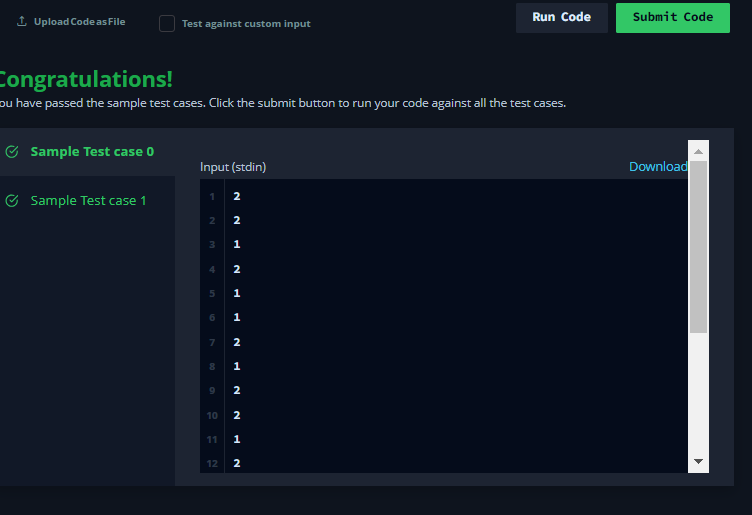 Upload Code as File
Test against custom input
Run Code
Submit Code
Congratulations!
ou have passed the sample test cases. Click the submit button to run your code against all the test cases.
Sample Test case 0
Sample Test case 1
Input (stdin)
Download
1 2
2 2
3 1
4 2
5 1
6 1
7 2
8 1
9 2
10 2
11 1
12 2